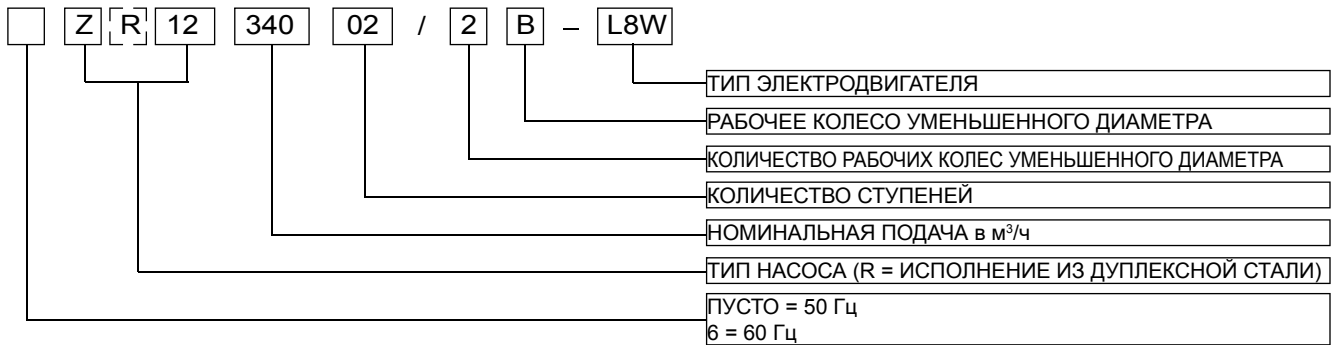 Z R 12 340 02 / 2 B – L8W
ТИП ЭЛЕКТРОДВИГАТЕЛЯ
РАБОЧЕЕ КОЛЕСО УМЕНЬШЕННОГО ДИАМЕТРА
КОЛИЧЕСТВО РАБОЧИХ КОЛЕС УМЕНЬШЕННОГО ДИАМЕТРА
КОЛИЧЕСТВО СТУПЕНЕЙ
НОМИНАЛЬНАЯ ПОДАЧА в м³/ч
ТИП НАСОСА (R = ИСПОЛНЕНИЕ ИЗ ДУПЛЕКСНОЙ СТАЛИ)
ПУСТО = 50 Гц
6 = 60 Гц